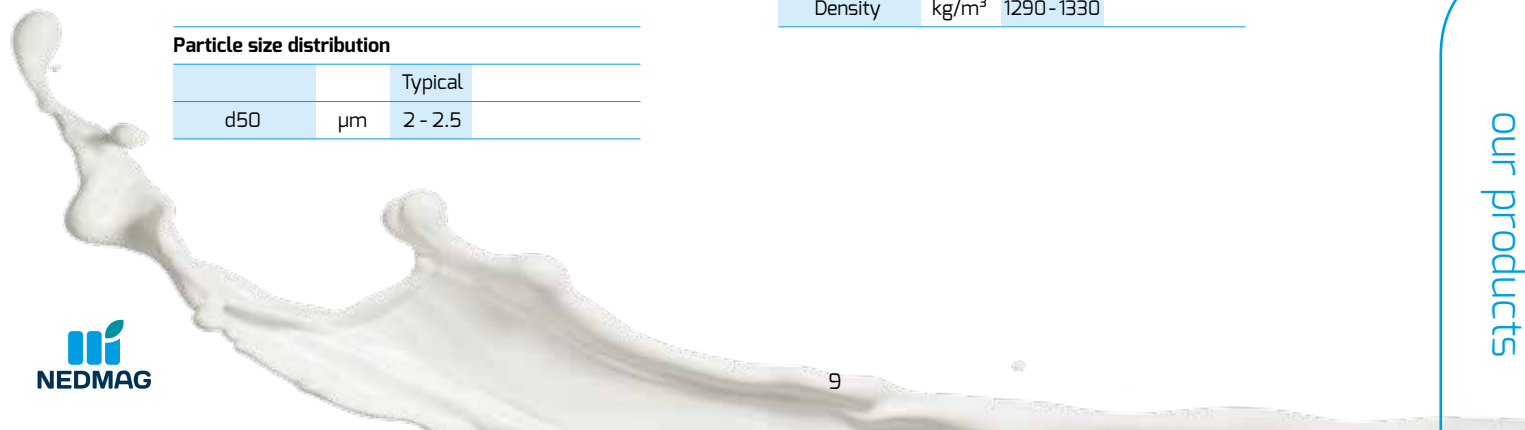 Density kg/m³ 1290 - 1330
Particle size distribution
Typical
d50 µm 2 - 2.5
our products
NEDMAG
9